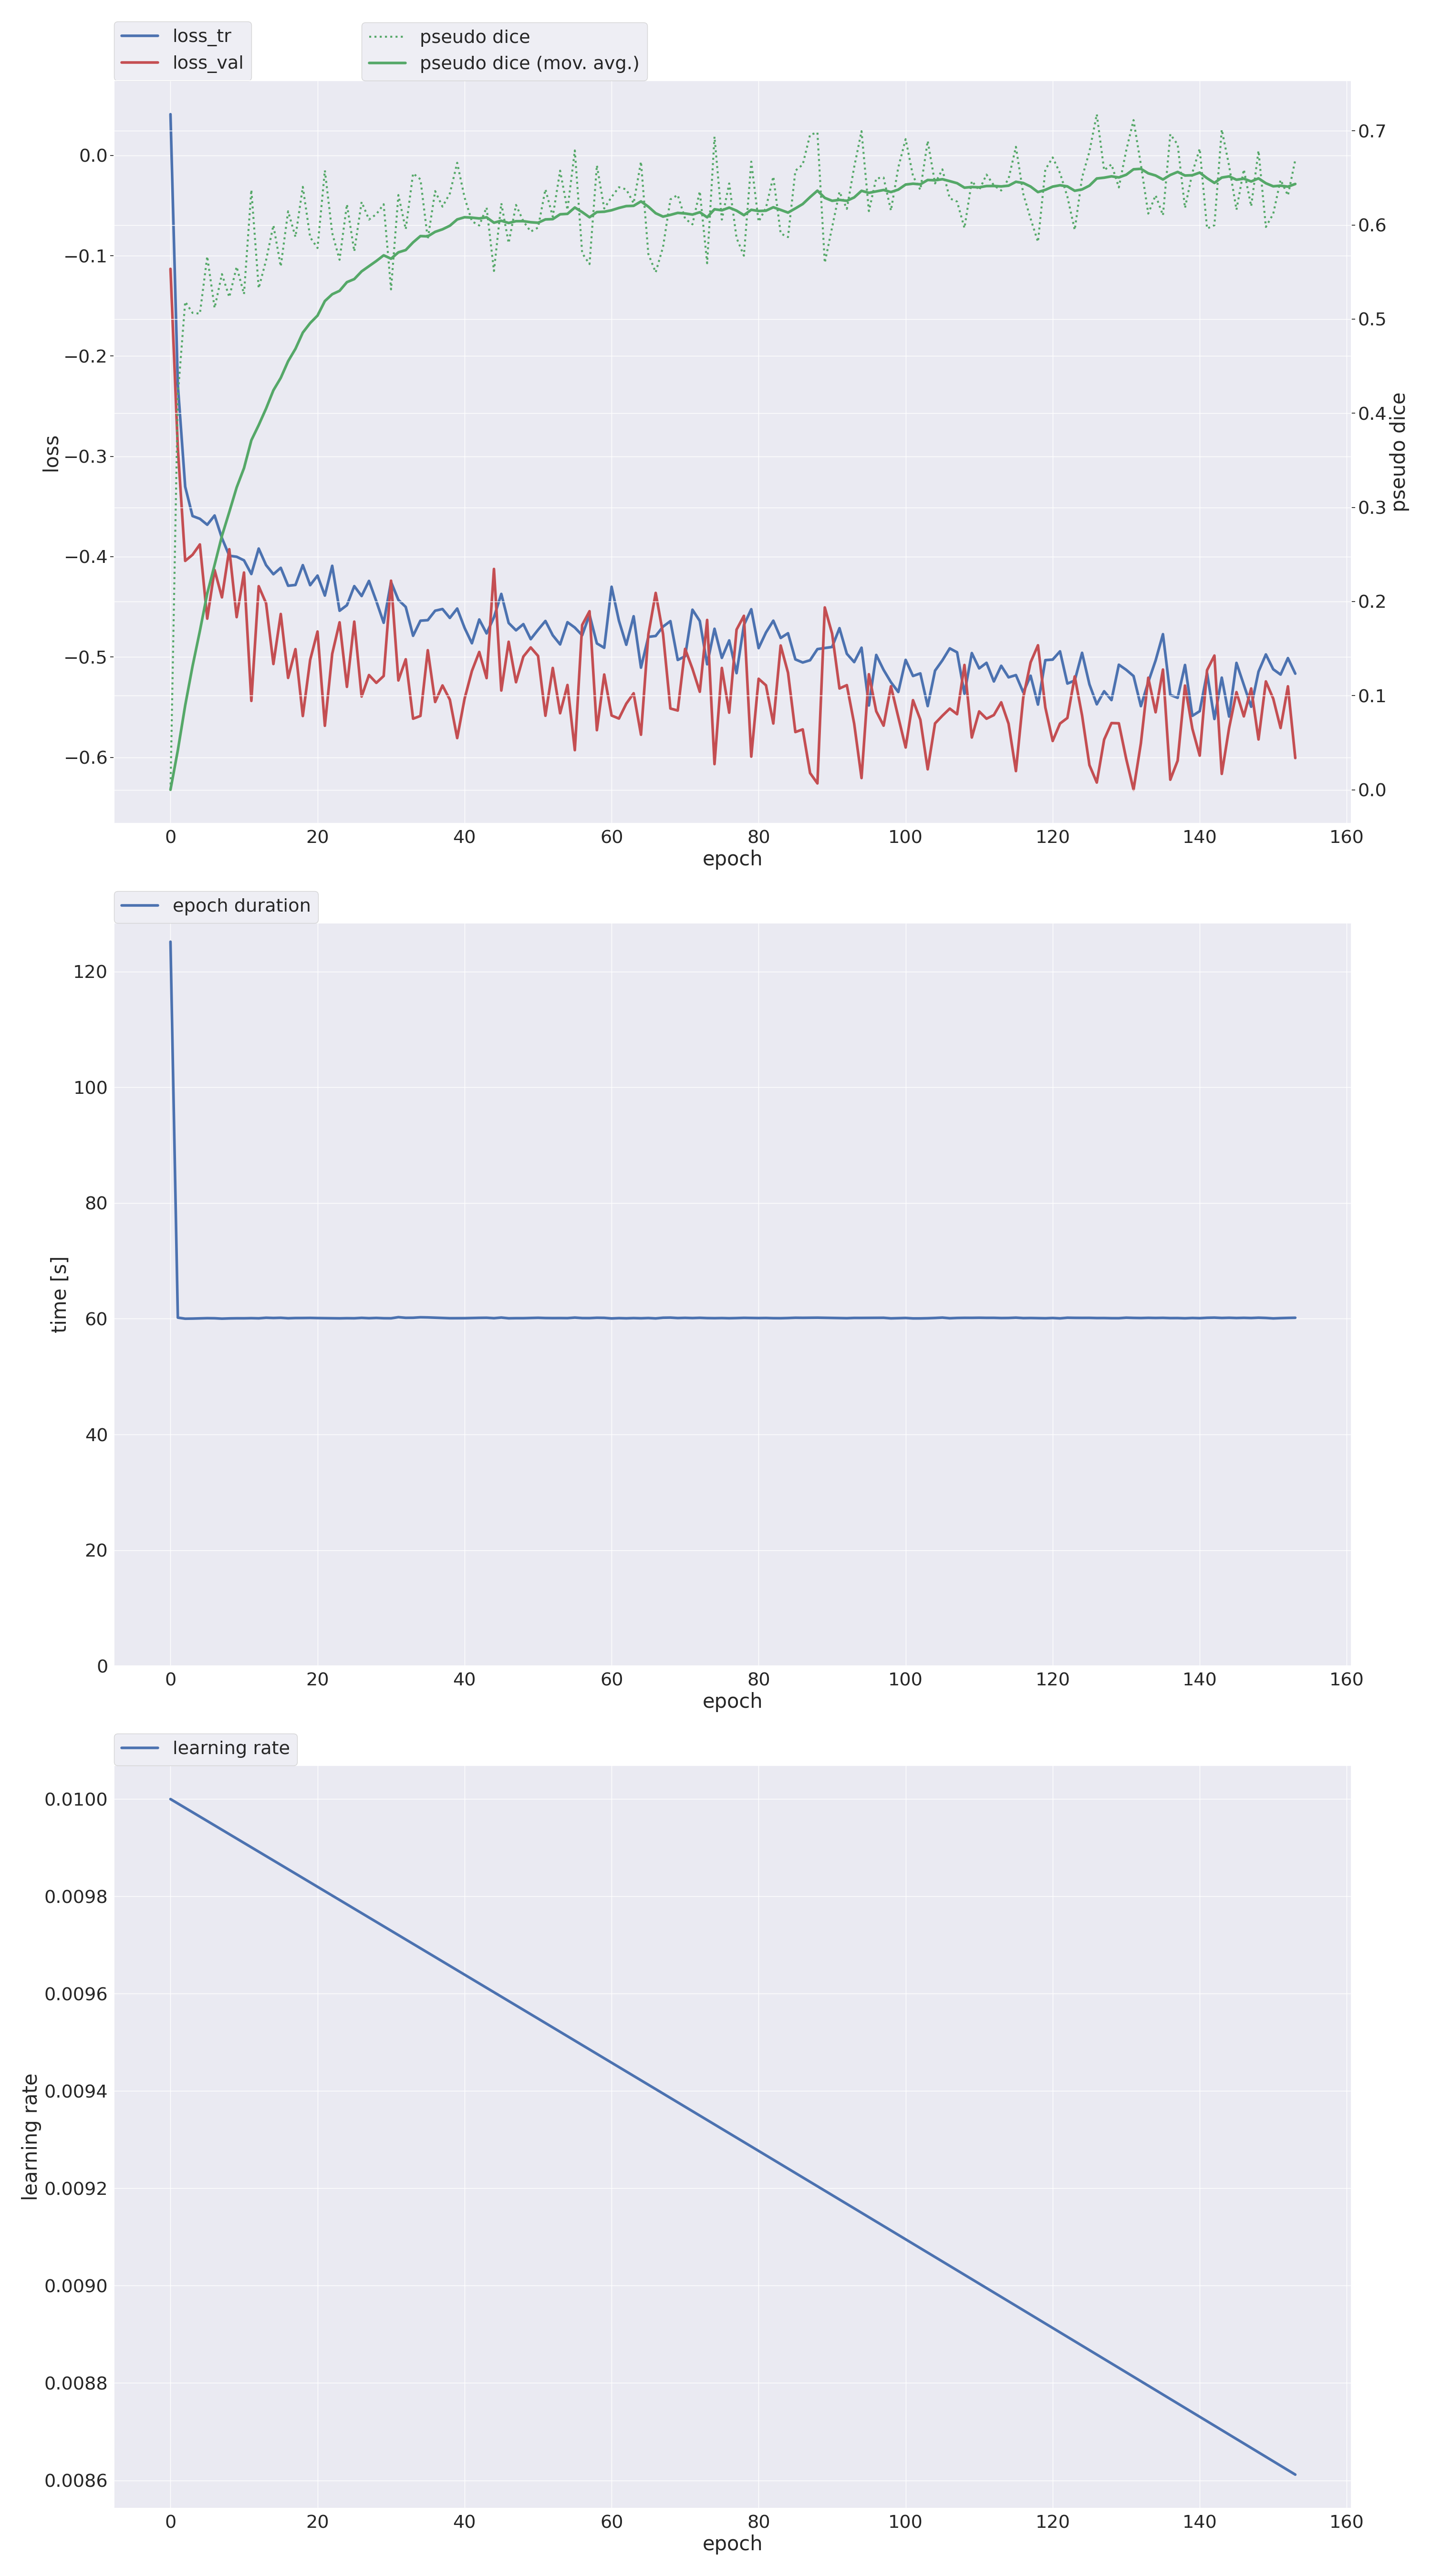 loss_tr
loss_val
pseudo dice
pseudo dice (mov. avg.)
0.0
−0.1
−0.2
−0.3
−0.4
−0.5
−0.6
loss
0.7
0.6
0.5
0.4
0.3
0.2
0.1
0.0
pseudo dice
0 20 40 60 80 100 120 140 160
epoch
epoch duration
120
100
80
60
40
20
0
time [s]
0 20 40 60 80 100 120 140 160
epoch
learning rate
0.0100
0.0098
0.0096
0.0094
0.0092
0.0090
0.0088
0.0086
learning rate
0 20 40 60 80 100 120 140 160
epoch